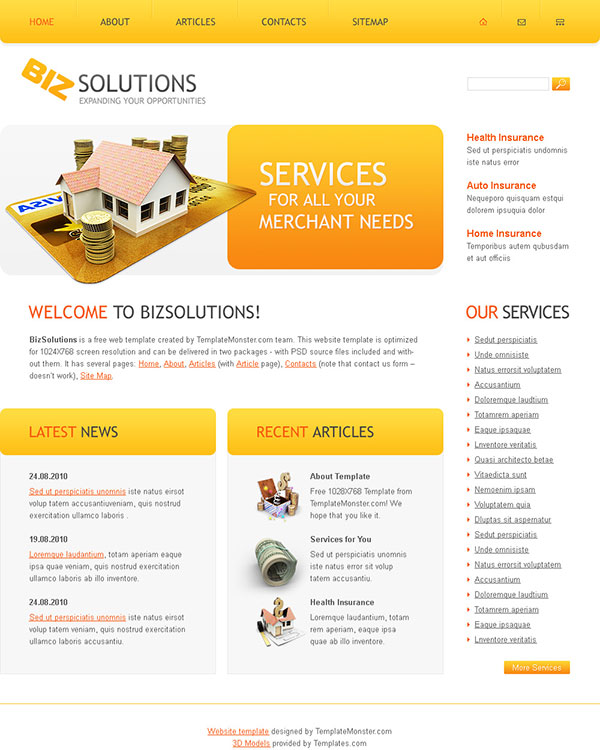 HOME
ABOUT
ARTICLES
CONTACTS
SITEMAP
BIZ SOLUTIONS
EXPANDING YOUR OPPORTUNITIES
VISA
SERVICES
FOR ALL YOUR
MERCHANT NEEDS
Health Insurance
Sed ut perspiciatis undomnis
iste natus error
Auto Insurance
Nequeporo quisquam estqui
dolorem ipsuquia dolor
Home Insurance
Temporibus autem qubusdam
et aut officiis
WELCOME TO BIZSOLUTIONS!
BizSolutions is a free web template created by TemplateMonster.com team. This website template is optimized
for 1024X768 screen resolution and can be delivered in two packages - with PSD source files included and with-
out them. It has several pages: Home, About, Articles (with Article page), Contacts (note that contact us form –
doesn't work), Site Map.
LATEST NEWS
24.08.2010
Sed ut perspiciatis unomnis iste natus eirsot
volup tatem accusantiuveniam, quis nostrud
exercitation ullamco laboris .
19.08.2010
Loremque laudantium, totam aperiam eaque
ipsa quae veniam, quis nostrud exercitation
ullamco laboris ab illo inventore.
24.08.2010
Sed ut perspiciatis unomnis iste natus eirsot
volup tatem veniam, quis nostrud exercitation
ullamco laboris accusantiu.
RECENT ARTICLES
About Template
Free 1028X768 Template from
TemplateMonster.com! We
hope that you like it.
Services for You
Sed ut perspiciatis unomnis
iste natus error sit volup
tatem accusantiu.
Health Insurance
Loremque laudantium, totam
rem aperiam, natus eaque
quis ab illo inventore.
OUR SERVICES
Sedut perspiciatis
Unde omnisiste
Natus errorsit voluptatem
Accusantium
Doloremque laudtium
Totamrem aperiam
Eaque ipsaquae
Lnventore veritatis
Quasi architecto betae
Vitaedicta sunt
Nemoenim ipsam
Voluptatem quia
Dluptas sit aspernatur
Sedut perspiciatis
Unde omnisiste
Natus errorsit voluptatem
Accusantium
Doloremque laudtium
Totamrem aperiam
Eaque ipsaquae
Lnventore veritatis
More Services
Website template designed by TemplateMonster.com
3D Models provided by Templates.com